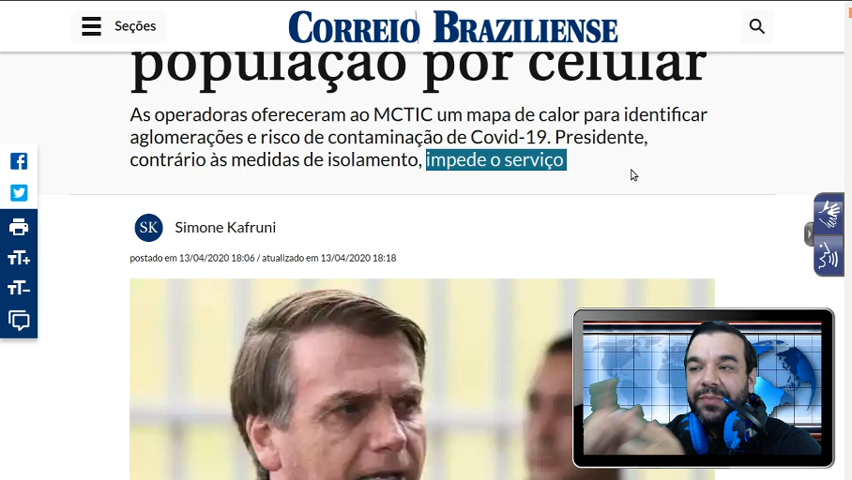 Seções
CORREIO BRAZILIENSE
população por celular
As operadoras ofereceram ao MCTIC um mapa de calor para identificar
aglomerações e risco de contaminação de Covid-19. Presidente,
contrário às medidas de isolamento, impede o serviço
SK
Simone Kafruni
postado em 13/04/2020 18:06 / atualizado em 13/04/2020 18:18